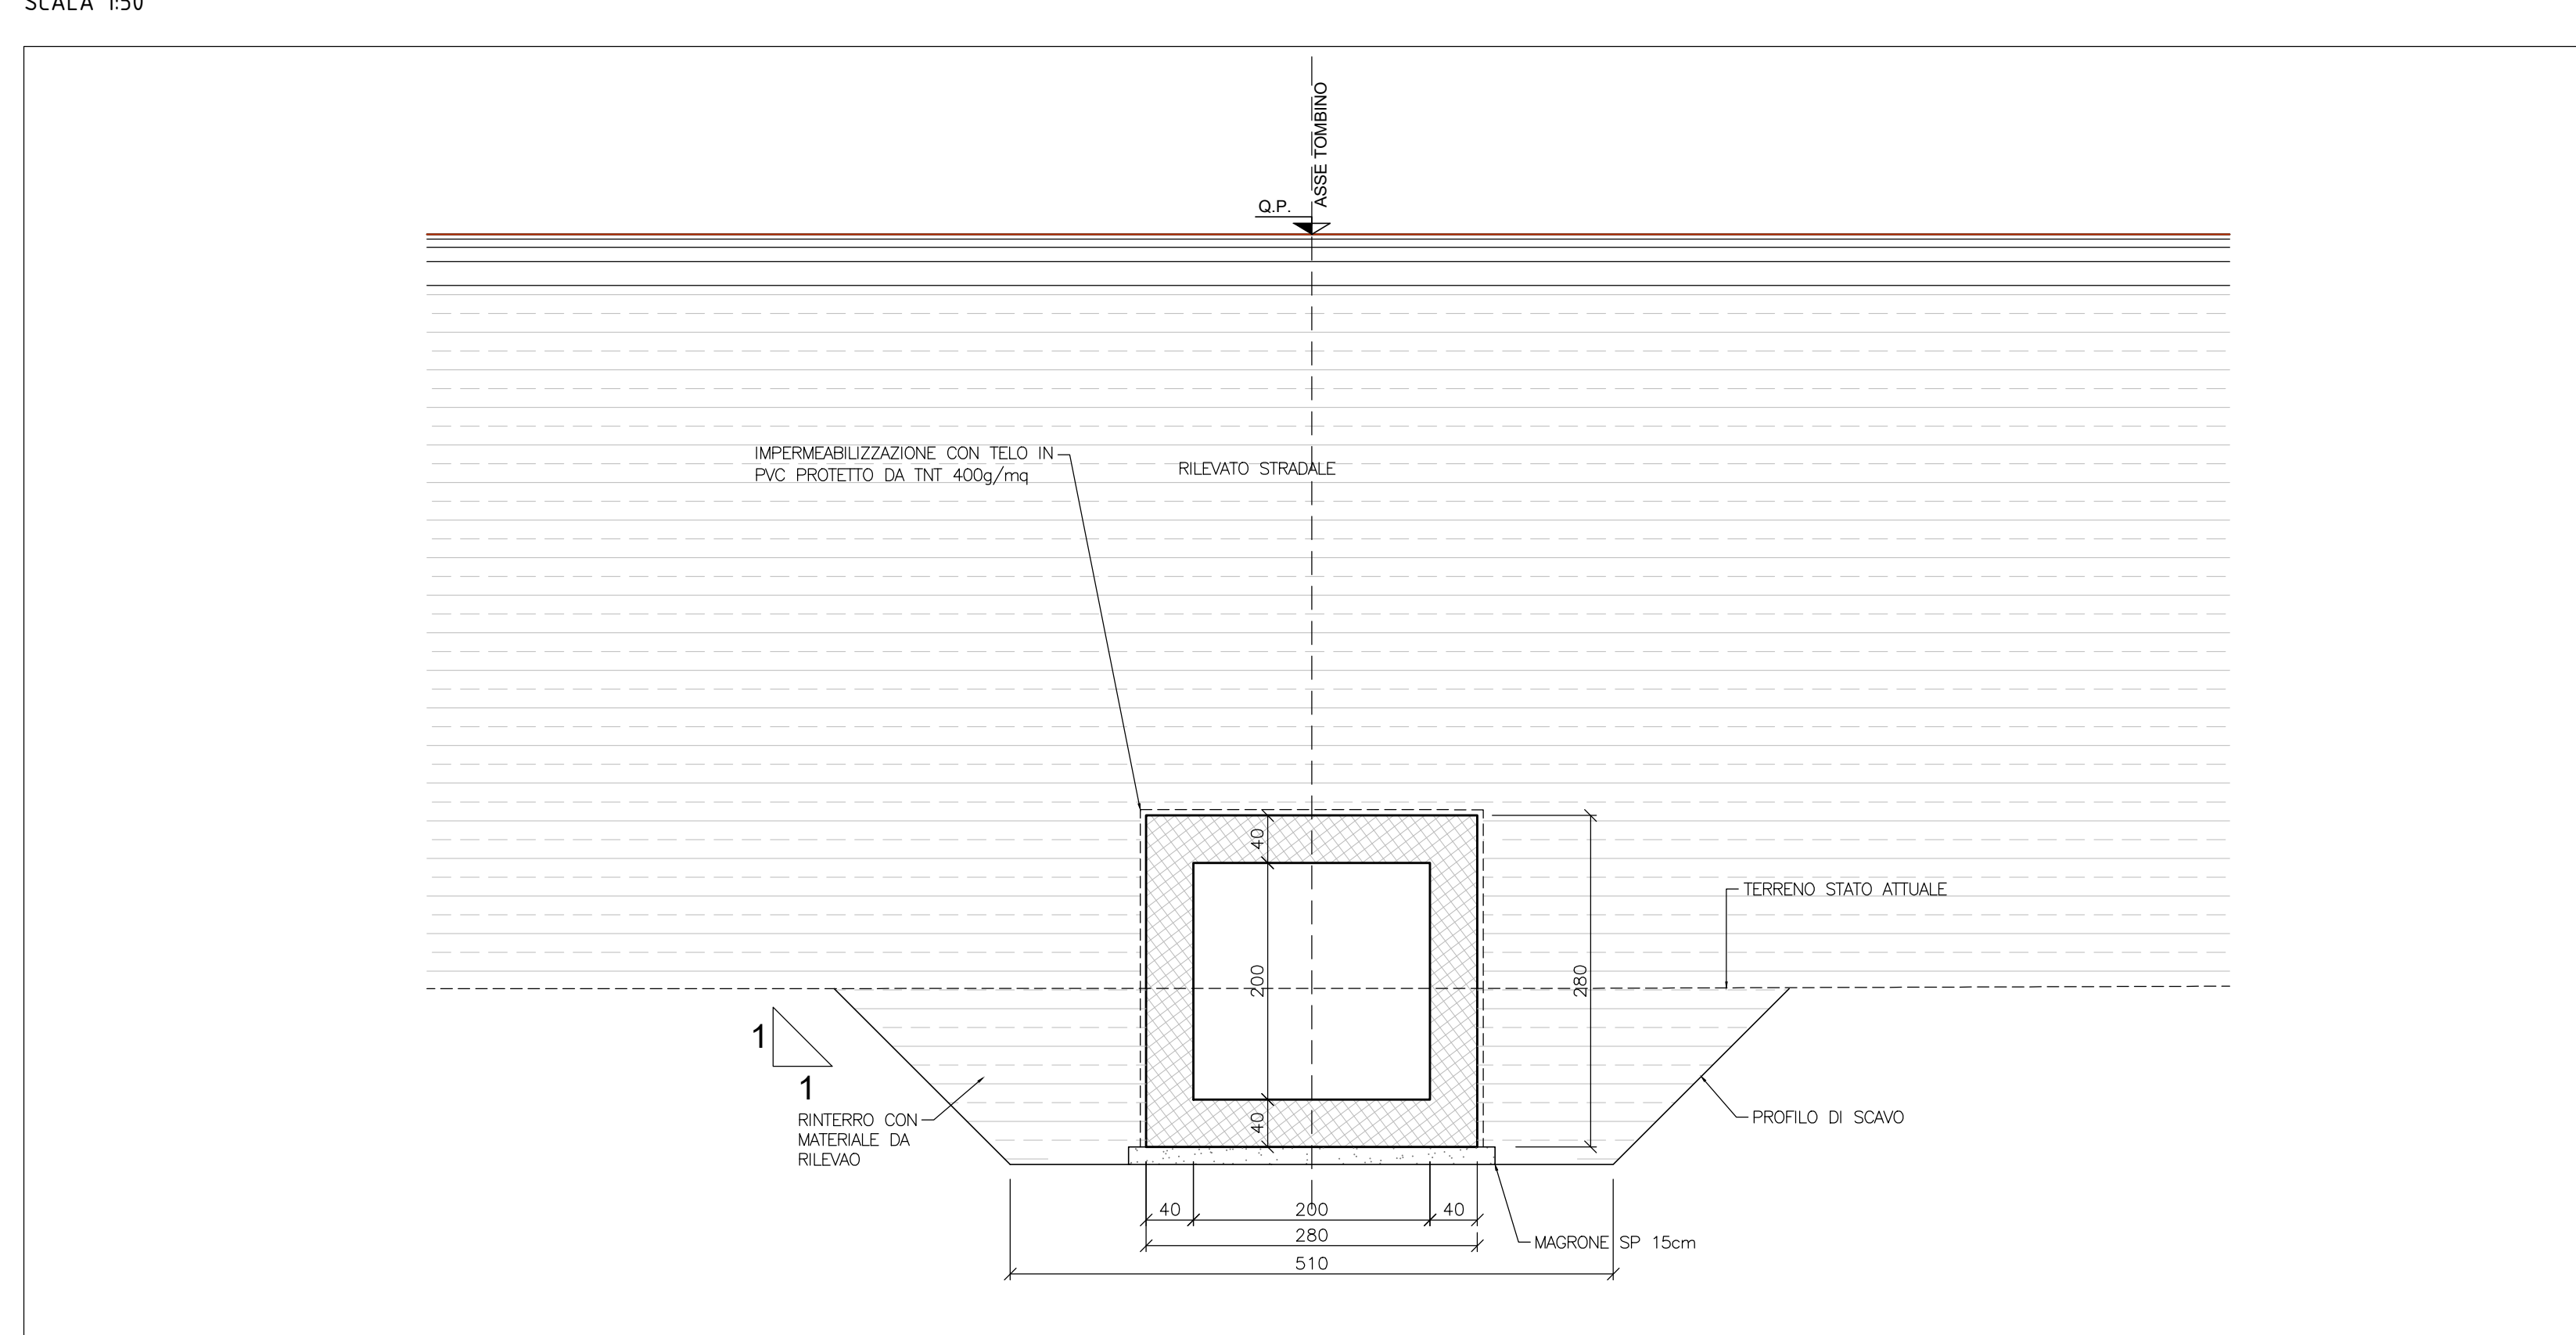 SCALA 1:50
ASSE TOMBINO
Q.P.
IMPERMEABILIZZAZIONE CON TELO IN
PVC PROTETTO DA TNT 400g/mq
RILEVATO STRADALE
40
TERRENO STATO ATTUALE
200
280
1
1
RINTERRO CON
MATERIALE DA
RILEVAO
40
PROFILO DI SCAVO
40
200
40
280
MAGRONE SP 15cm
510